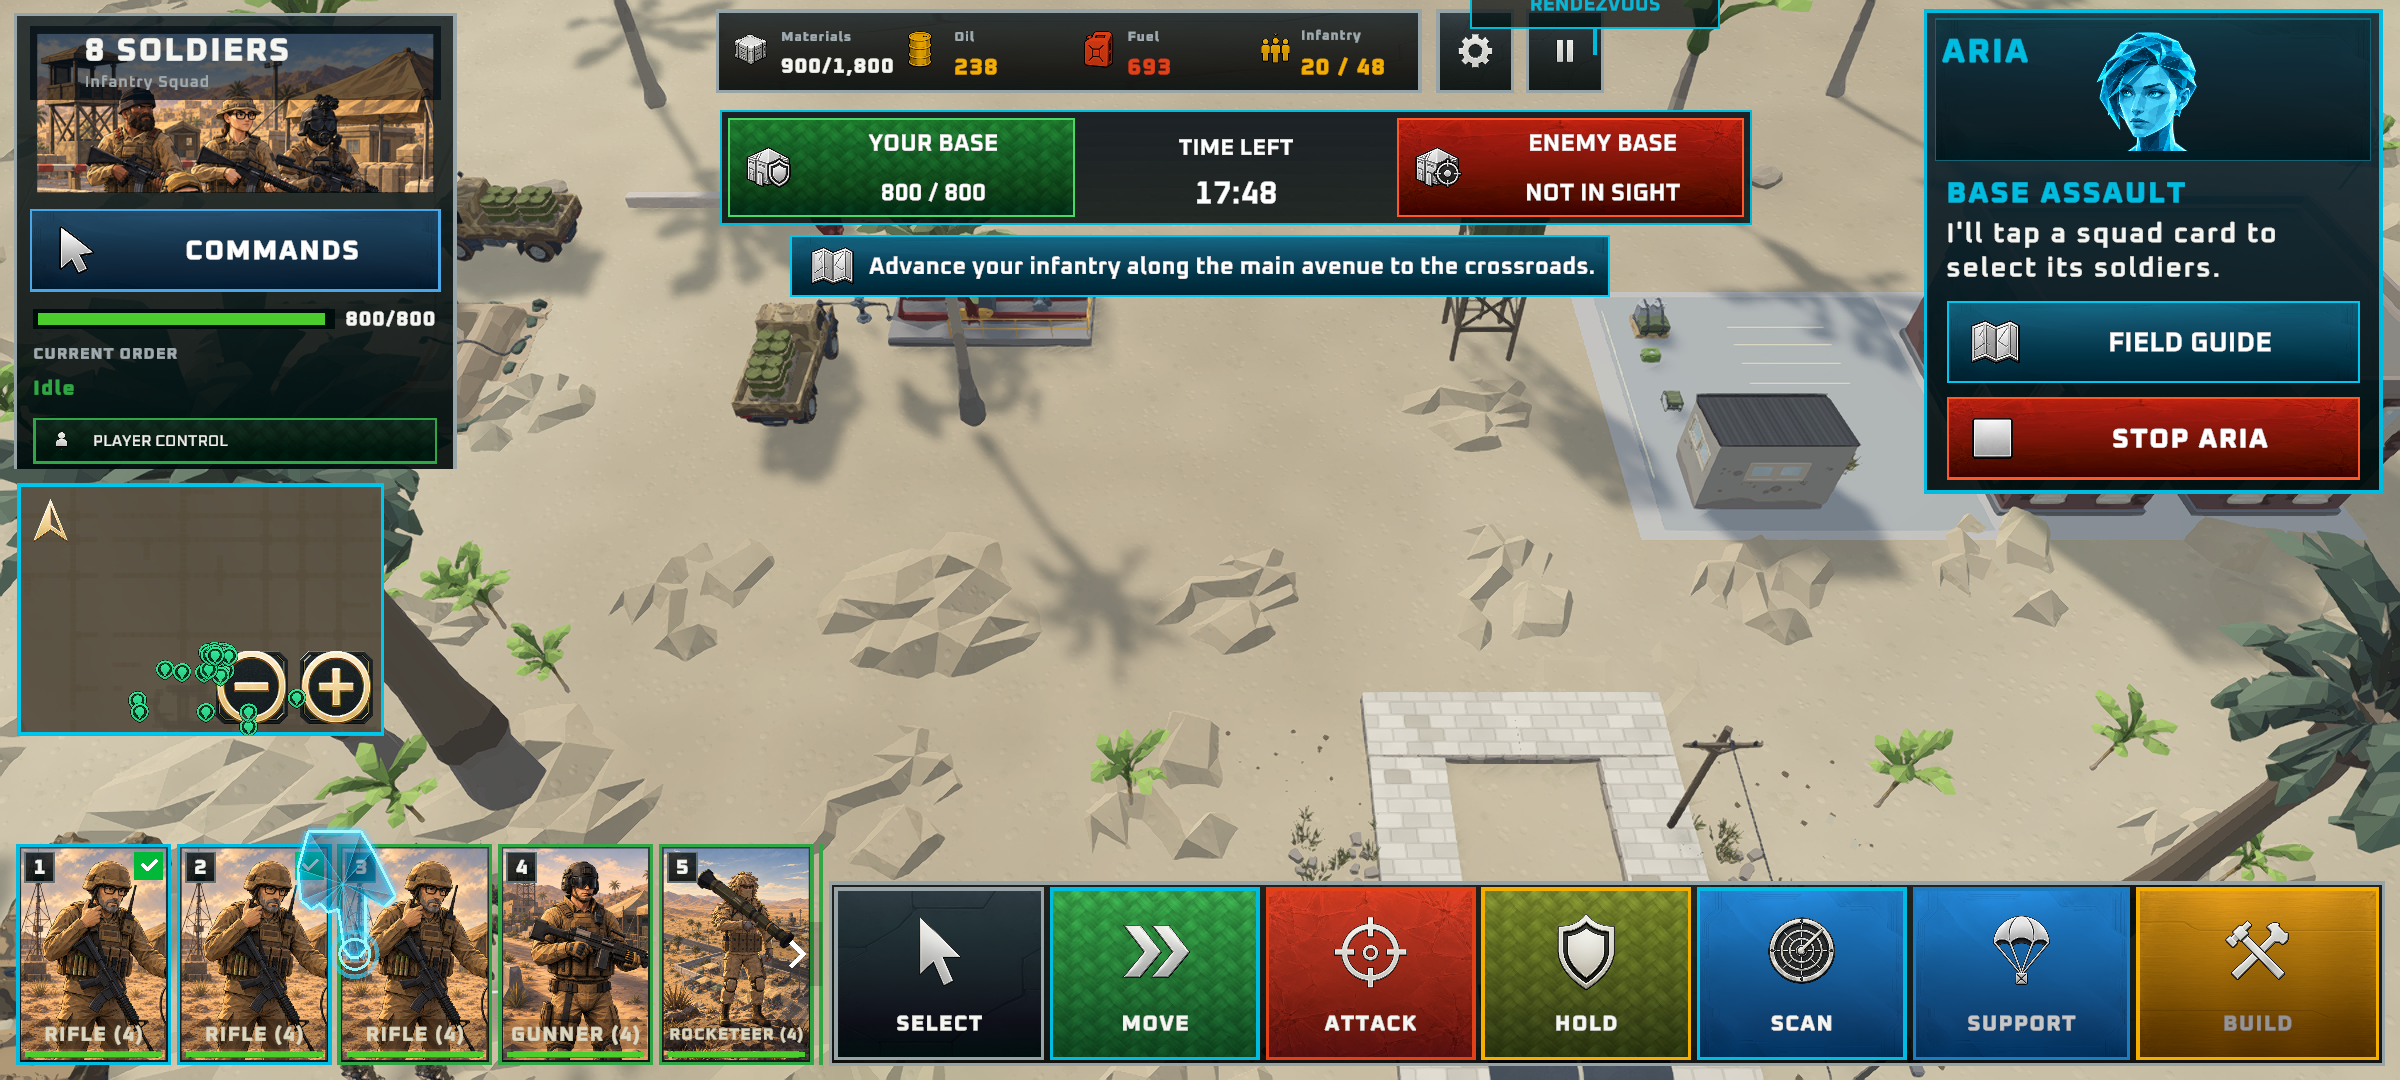 8 SOLDIERS
Infantry Squad
COMMANDS
800/800
CURRENT ORDER
Idle
PLAYER CONTROL
Materials
900/1,800
Oil
238
Fuel
693
Infantry
20 / 48
RENDEZVOUS
YOUR BASE
800 / 800
TIME LEFT
17:48
ENEMY BASE
NOT IN SIGHT
Advance your infantry along the main avenue to the crossroads.
ARIA
BASE ASSAULT
I'll tap a squad card to
select its soldiers.
FIELD GUIDE
STOP ARIA
1
RIFLE (4)
2
RIFLE (4)
3
RIFLE (4)
4
GUNNER (4)
5
ROCKETEER (4)
SELECT
MOVE
ATTACK
HOLD
SCAN
SUPPORT
BUILD